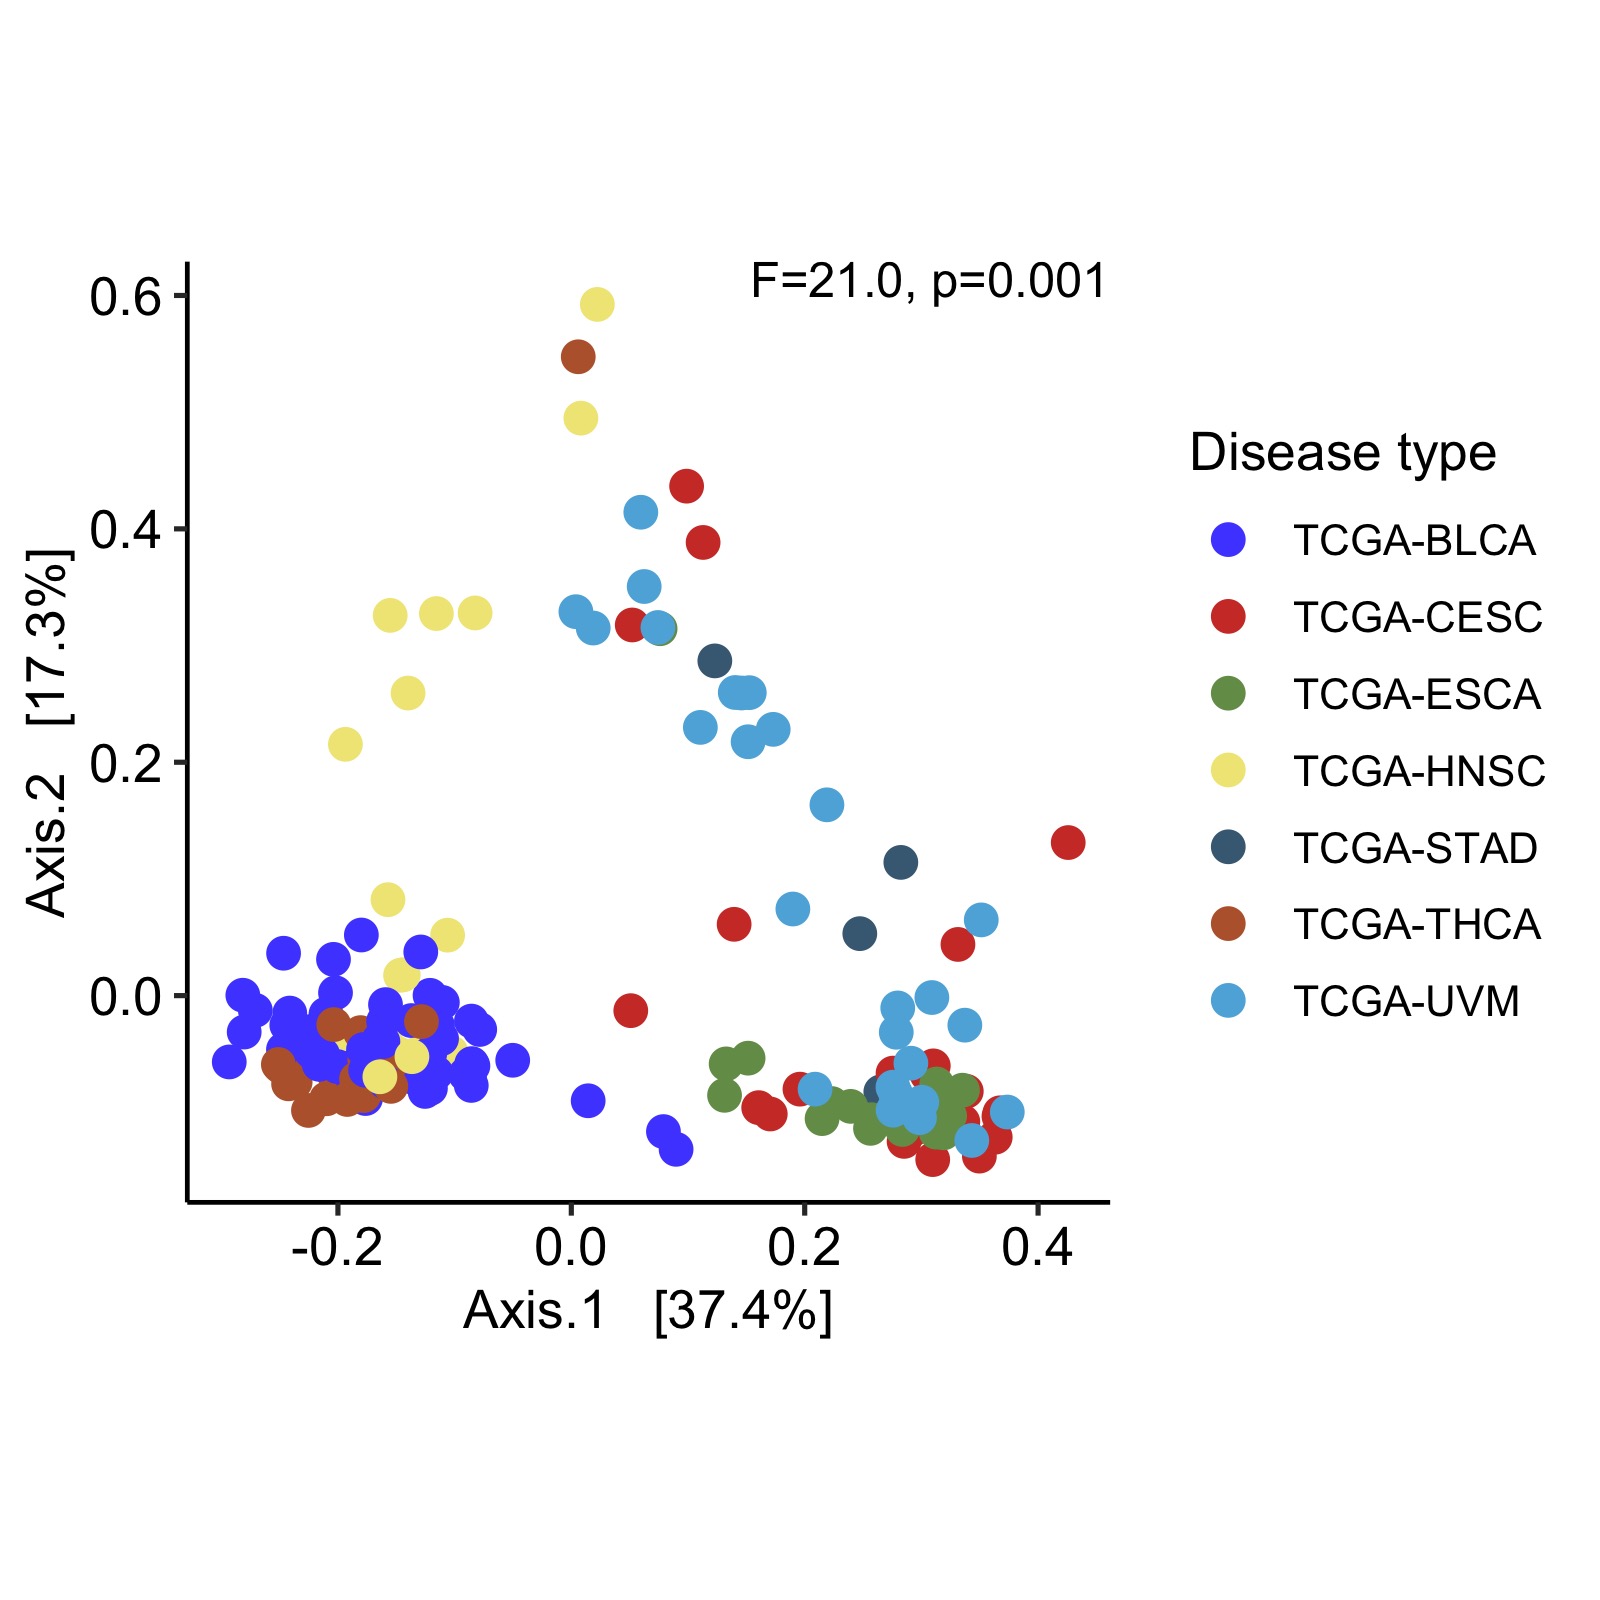 F=21.0, p=0.001
0.6
0.4
0.2
0.0
Axis.2 [17.3%]
-0.2 0.0 0.2 0.4
Axis.1 [37.4%]
Disease type
TCGA-BLCA
TCGA-CESC
TCGA-ESCA
TCGA-HNSC
TCGA-STAD
TCGA-THCA
TCGA-UVM